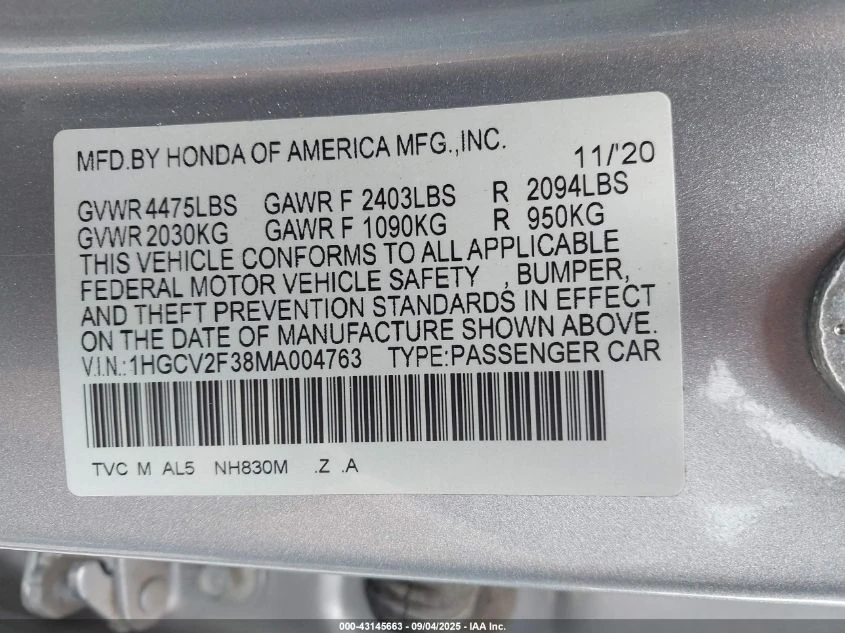 MFD.BY HONDA OF AMERICA MFG.,INC. 11/'20
GVWR 4475LBS GAWR F 2403LBS R 2094LBS
GVWR 2030KG GAWR F 1090KG R 950KG
THIS VEHICLE CONFORMS TO ALL APPLICABLE
FEDERAL MOTOR VEHICLE SAFETY , BUMPER,
AND THEFT PREVENTION STANDARDS IN EFFECT
ON THE DATE OF MANUFACTURE SHOWN ABOVE.
V.I.N.:1HGCV2F38MA004763 TYPE:PASSENGER CAR
TVC M AL5 NH830M .Z .A
000-43145663 - 09/04/2025 - IAA Inc.